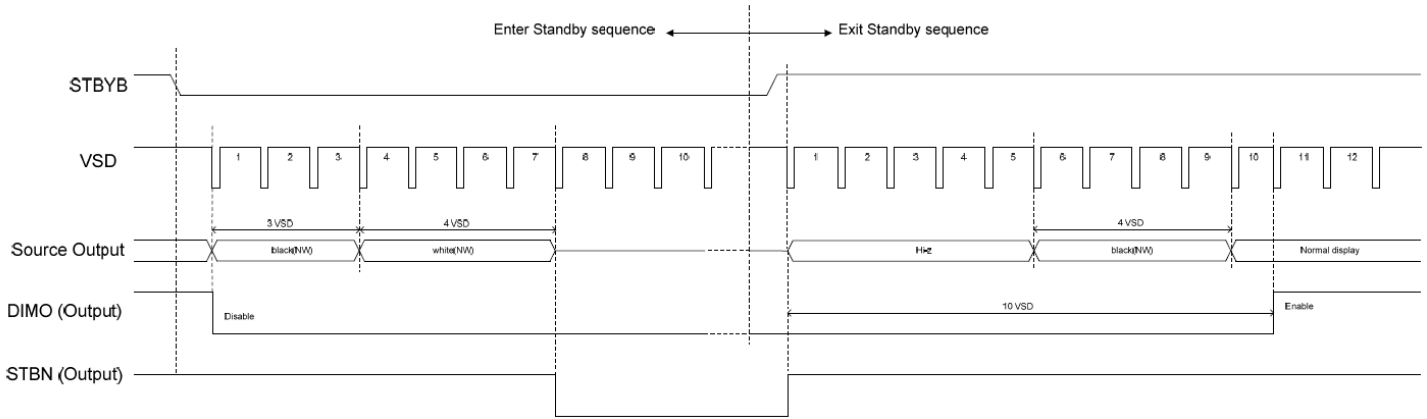 Enter Standby sequence
Exit Standby sequence
STBYB
VSD
1 2 3 4 5 6 7 8 9 10 1 2 3 4 5 6 7 8 9 10 11 12
3 VSD
4 VSD
4 VSD
Source Output
black(NW)
white(NW)
Hi-z
black(NW)
Normal display
DIMO (Output)
Disable
10 VSD
Enable
STBN (Output)